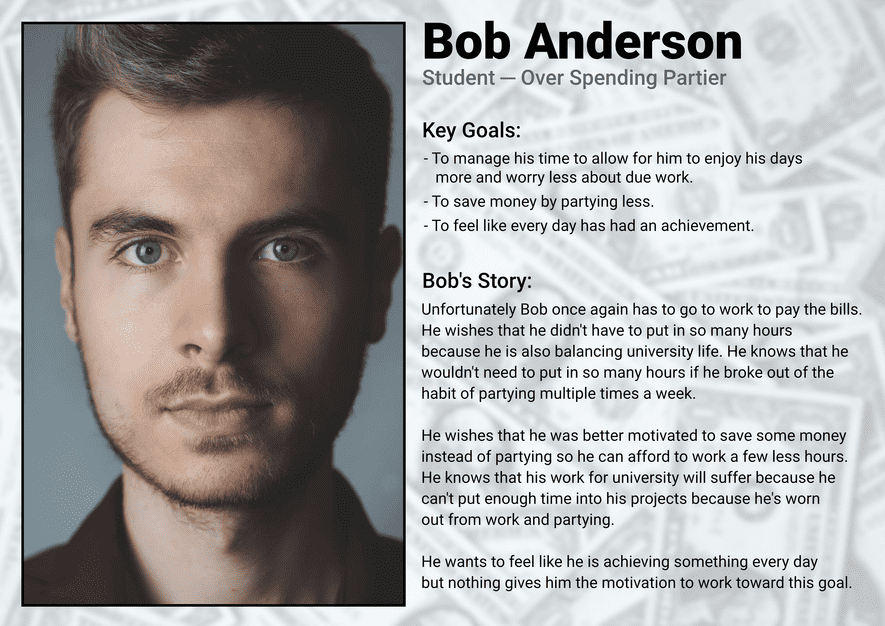 Bob Anderson
Student — Over Spending Partier
Key Goals:
- To manage his time to allow for him to enjoy his days
more and worry less about due work.
- To save money by partying less.
- To feel like every day has had an achievement.
Bob's Story:
Unfortunately Bob once again has to go to work to pay the bills.
He wishes that he didn't have to put in so many hours
because he is also balancing university life. He knows that he
wouldn't need to put in so many hours if he broke out of the
habit of partying multiple times a week.
He wishes that he was better motivated to save some money
instead of partying so he can afford to work a few less hours.
He knows that his work for university will suffer because he
can't put enough time into his projects because he's worn
out from work and partying.
He wants to feel like he is achieving something every day
but nothing gives him the motivation to work toward this goal.